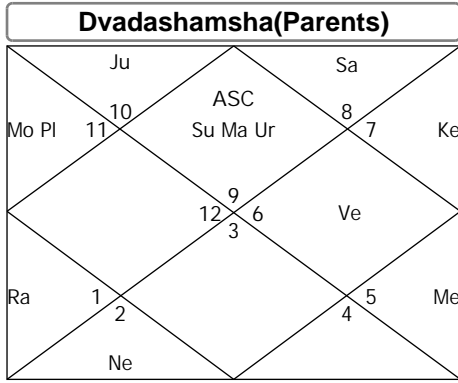 Dvadashamsha(Parents)
Ju
Sa
ASC
10
8
Mo Pl
11
Su Ma Ur
7
Ke
9
12
6
Ve
3
Ra
1
5
Me
2
4
Ne